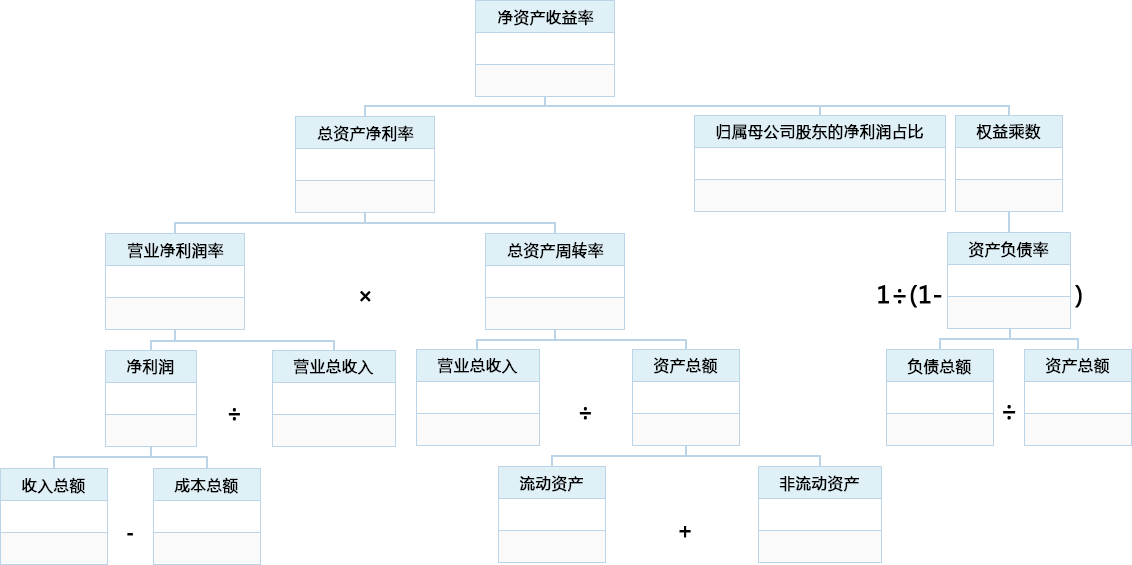 净资产收益率
总资产净利率
归属母公司股东的净利润占比
权益乘数
营业净利润率
×
总资产周转率
1÷(1-
资产负债率
)
净利润
÷
营业总收入
营业总收入
÷
资产总额
负债总额
÷
资产总额
收入总额
-
成本总额
流动资产
+
非流动资产